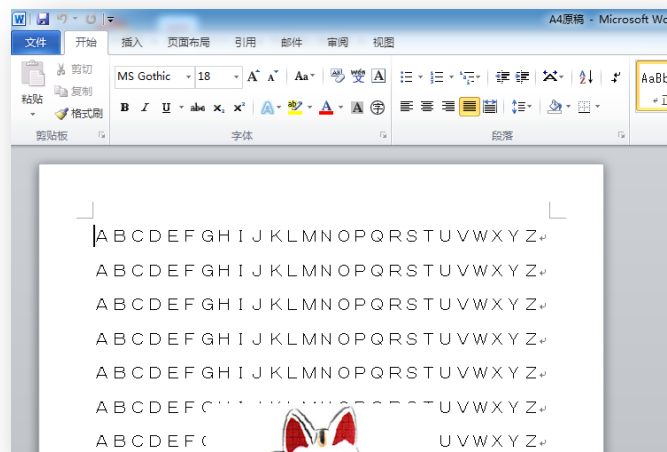 A4原稿 - Microsoft Wo
文件 开始 插入 页面布局 引用 邮件 审阅 视图
剪切
MS Gothic 18
复制
粘贴
格式刷
剪贴板 字体 段落
AaBb
ABCDEFGHIJKLMNOPQRSTUVWXYZ
ABCDEFGHIJKLMNOPQRSTUVWXYZ
ABCDEFGHIJKLMNOPQRSTUVWXYZ
ABCDEFGHIJKLMNOPQRSTUVWXYZ
ABCDEFGHIJKLMNOPQRSTUVWXYZ
ABCDEF UVWXYZ
ABCDEF UVWXYZ